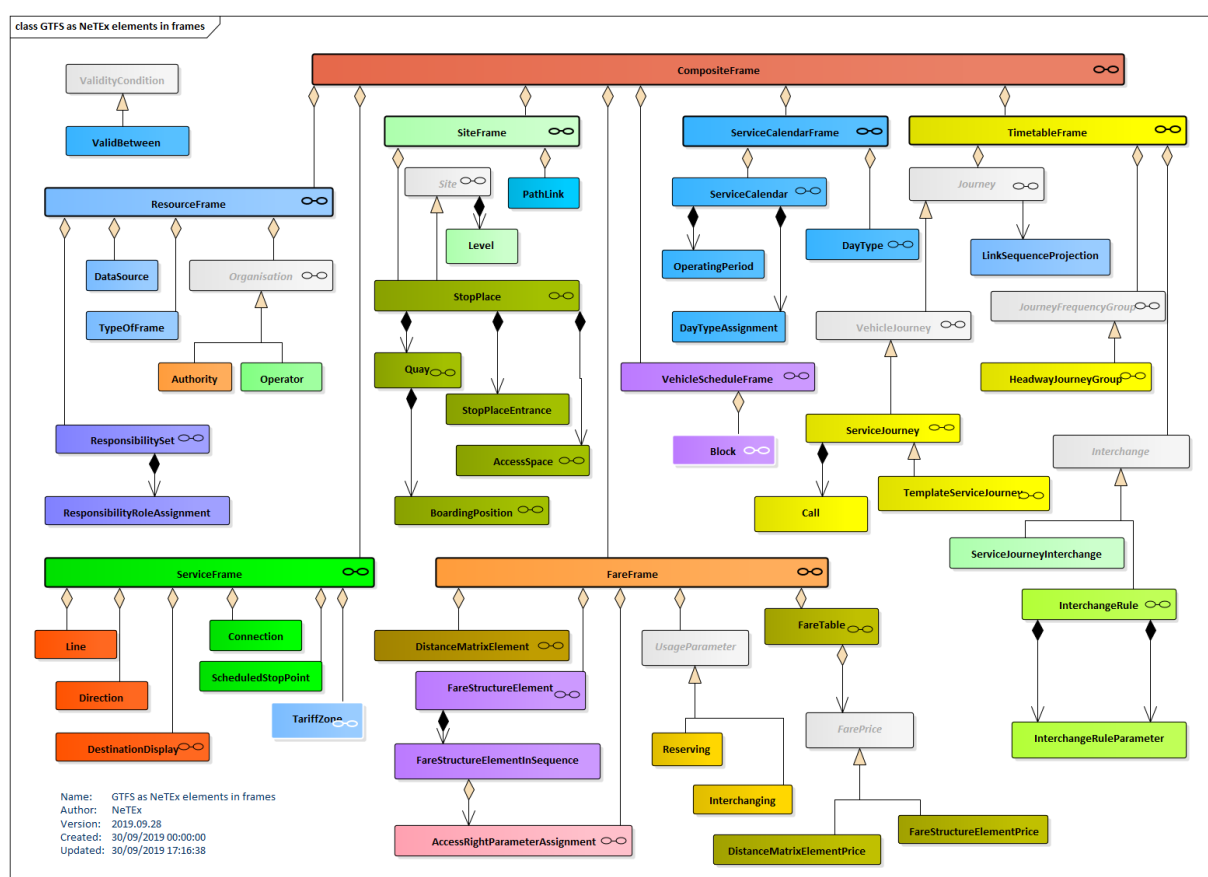 class GTFS as NeTEx elements in frames
CompositeFrame
ValidityCondition
ValidBetween
SiteFrame
ServiceCalendarFrame
TimetableFrame
Site
PathLink
ServiceCalendar
Journey
ResourceFrame
Level
DayType
OperatingPeriod
LinkSequenceProjection
DataSource
Organisation
StopPlace
JourneyFrequencyGroup
TypeOfFrame
DayTypeAssignment
VehicleJourney
Authority
Operator
Quay
VehicleScheduleFrame
HeadwayJourneyGroup
StopPlaceEntrance
ResponsibilitySet
ServiceJourney
Block
Interchange
AccessSpace
TemplateServiceJourney
ResponsibilityRoleAssignment
BoardingPosition
Call
ServiceJourneyInterchange
ServiceFrame
FareFrame
InterchangeRule
Line
Connection
DistanceMatrixElement
UsageParameter
FareTable
ScheduledStopPoint
Direction
FareStructureElement
TariffZone
FarePrice
InterchangeRuleParameter
DestinationDisplay
Reserving
FareStructureElementInSequence
Interchanging
FareStructureElementPrice
AccessRightParameterAssignment
DistanceMatrixElementPrice
Name: GTFS as NeTEx elements in frames
Author: NeTEx
Version: 2019.09.28
Created: 30/09/2019 00:00:00
Updated: 30/09/2019 17:16:38